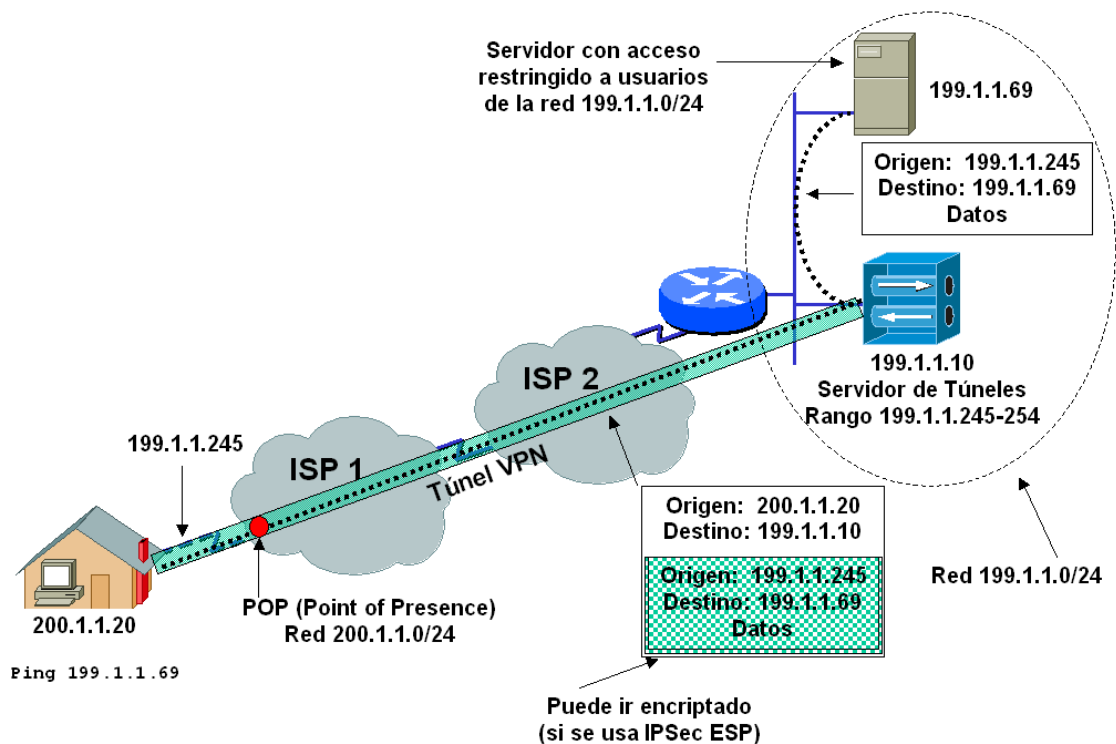 Servidor con acceso
restringido a usuarios
de la red 199.1.1.0/24
199.1.1.69
Origen: 199.1.1.245
Destino: 199.1.1.69
Datos
199.1.1.10
Servidor de Túneles
Rango 199.1.1.245-254
ISP 2
199.1.1.245
ISP 1
Túnel VPN
Origen: 200.1.1.20
Destino: 199.1.1.10
Origen: 199.1.1.245
Destino: 199.1.1.69
Datos
Red 199.1.1.0/24
POP (Point of Presence)
Red 200.1.1.0/24
200.1.1.20
Ping 199.1.1.69
Puede ir encriptado
(si se usa IPSec ESP)